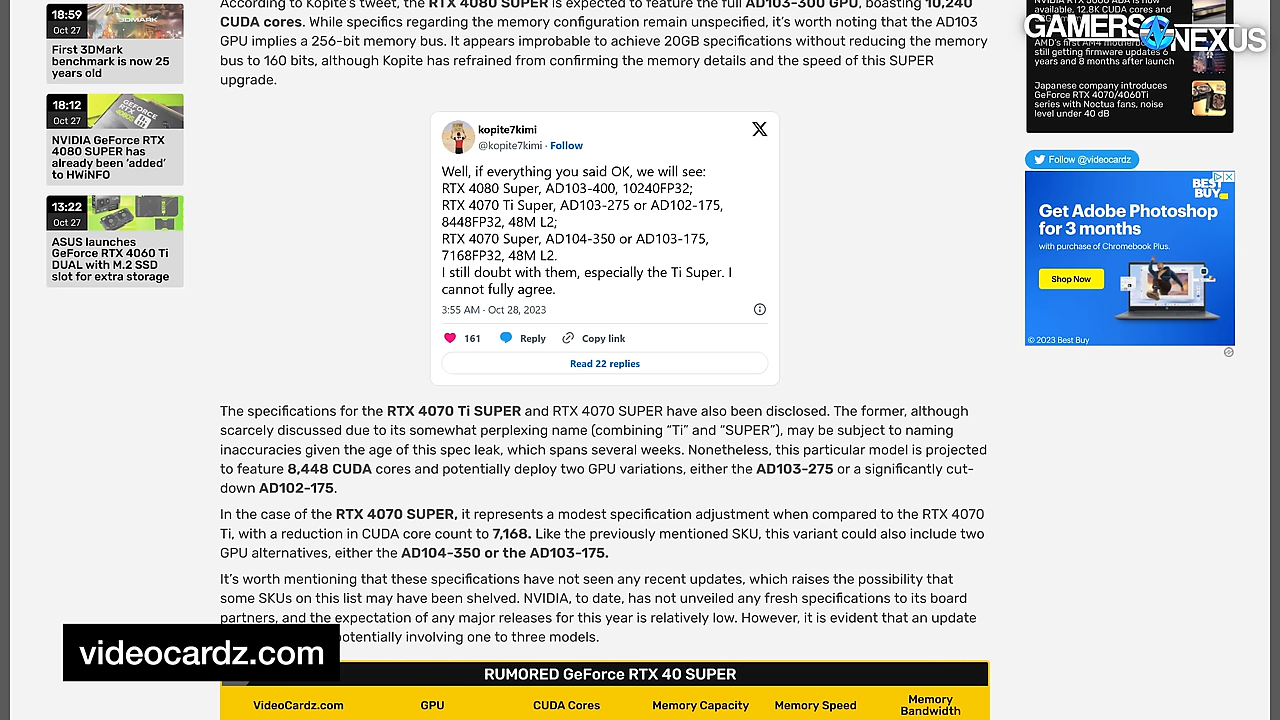 3DMARK
18:59
Oct 27
First 3DMark
benchmark is now 25
years old
18:12
Oct 27
GEFORCE
RTX
NVIDIA GeForce RTX
4080 SUPER has
already been ‘added’
to HWiNFO
13:22
Oct 27
ASUS launches
GeForce RTX 4060 Ti
DUAL with M.2 SSD
slot for extra storage
According to Kopite's tweet, the RTX 4080 SUPER is expected to feature the full AD103-300 GPU, boasting 10,240
CUDA cores. While specifics regarding the memory configuration remain unspecified, it’s worth noting that the AD103
GPU implies a 256-bit memory bus. It appears improbable to achieve 20GB specifications without reducing the memory
bus to 160 bits, although Kopite has refrained from confirming the memory details and the speed of this SUPER
upgrade.
kopite7kimi
@kopite7kimi · Follow
Well, if everything you said OK, we will see:
RTX 4080 Super, AD103-400, 10240FP32;
RTX 4070 Ti Super, AD103-275 or AD102-175,
8448FP32, 48M L2;
RTX 4070 Super, AD104-350 or AD103-175,
7168FP32, 48M L2.
I still doubt with them, especially the Ti Super. I
cannot fully agree.
3:55 AM · Oct 28, 2023
161 Reply Copy link
Read 22 replies
The specifications for the RTX 4070 Ti SUPER and RTX 4070 SUPER have also been disclosed. The former, although
scarcely discussed due to its somewhat perplexing name (combining “Ti” and “SUPER”), may be subject to naming
inaccuracies given the age of this spec leak, which spans several weeks. Nonetheless, this particular model is projected
to feature 8,448 CUDA cores and potentially deploy two GPU variations, either the AD103-275 or a significantly cut-
down AD102-175.
In the case of the RTX 4070 SUPER, it represents a modest specification adjustment when compared to the RTX 4070
Ti, with a reduction in CUDA core count to 7,168. Like the previously mentioned SKU, this variant could also include two
GPU alternatives, either the AD104-350 or the AD103-175.
It’s worth mentioning that these specifications have not seen any recent updates, which raises the possibility that
some SKUs on this list may have been shelved. NVIDIA, to date, has not unveiled any fresh specifications to its board
partners, and the expectation of any major releases for this year is relatively low. However, it is evident that an update
potentially involving one to three models.
videocardz.com
RUMORED GeForce RTX 40 SUPER
VideoCardz.com GPU CUDA Cores Memory Capacity Memory Speed Memory
Bandwidth
GAMERS NEXUS
available, 12.8K CUDA cores and
AMD's first AM4 motherboards
still getting firmware updates 6
years and 8 months after launch
Japanese company introduces
GeForce RTX 4070/4060Ti
series with Noctua fans, noise
level under 40 dB
Follow @videocardz
BEST
BUY
Get Adobe Photoshop
for 3 months
with purchase of Chromebook Plus.
Shop Now
© 2023 Best Buy